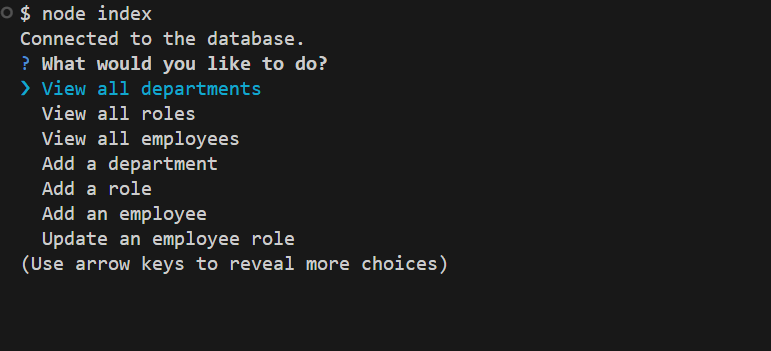 $ node index
Connected to the database.
? What would you like to do?
❯ View all departments
View all roles
View all employees
Add a department
Add a role
Add an employee
Update an employee role
(Use arrow keys to reveal more choices)